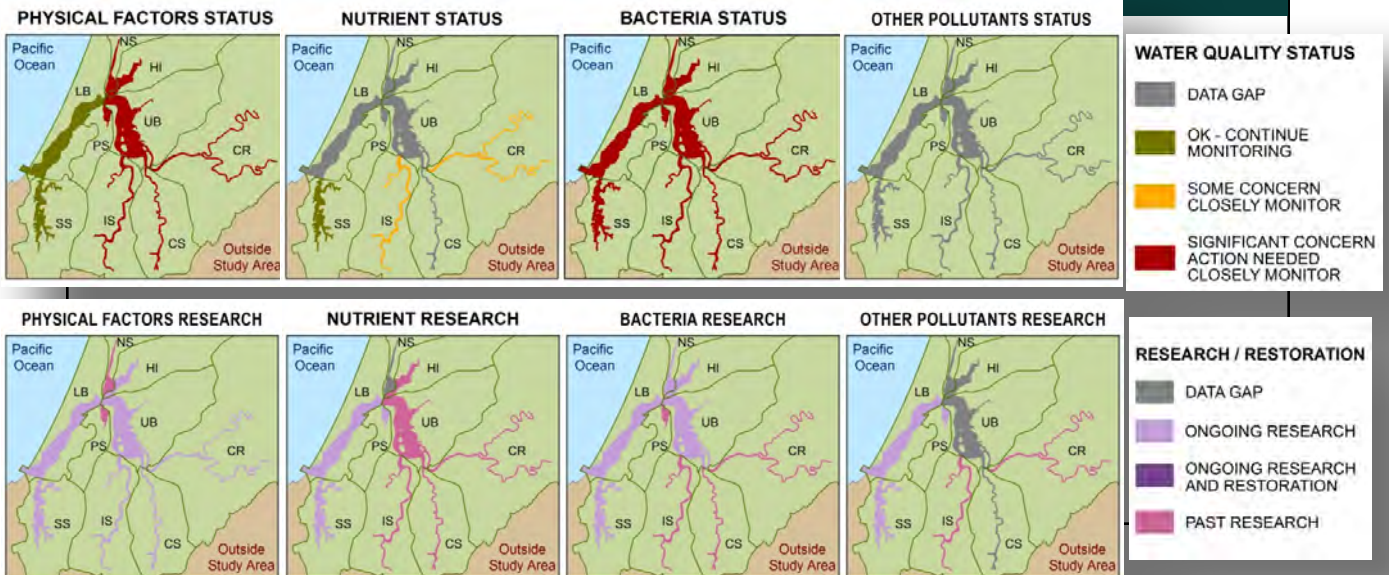 PHYSICAL FACTORS STATUS
NUTRIENT STATUS
BACTERIA STATUS
OTHER POLLUTANTS STATUS
Pacific
Ocean
NS
HI
LB
UB
PS
CR
IS
SS
CS
Outside
Study Area
Pacific
Ocean
NS
HI
LB
UB
PS
CR
IS
SS
CS
Outside
Study Area
Pacific
Ocean
NS
HI
LB
UB
PS
CR
IS
SS
CS
Outside
Study Area
Pacific
Ocean
NS
HI
LB
UB
PS
CR
IS
SS
CS
Outside
Study Area
WATER QUALITY STATUS
DATA GAP
OK - CONTINUE
MONITORING
SOME CONCERN
CLOSELY MONITOR
SIGNIFICANT CONCERN
ACTION NEEDED
CLOSELY MONITOR
PHYSICAL FACTORS RESEARCH
NUTRIENT RESEARCH
BACTERIA RESEARCH
OTHER POLLUTANTS RESEARCH
Pacific
Ocean
NS
HI
LB
UB
PS
CR
IS
SS
CS
Outside
Study Area
Pacific
Ocean
NS
HI
LB
UB
PS
CR
IS
SS
CS
Outside
Study Area
Pacific
Ocean
NS
HI
LB
UB
PS
CR
IS
SS
CS
Outside
Study Area
Pacific
Ocean
NS
HI
LB
UB
PS
CR
IS
SS
CS
Outside
Study Area
RESEARCH / RESTORATION
DATA GAP
ONGOING RESEARCH
ONGOING RESEARCH
AND RESTORATION
PAST RESEARCH